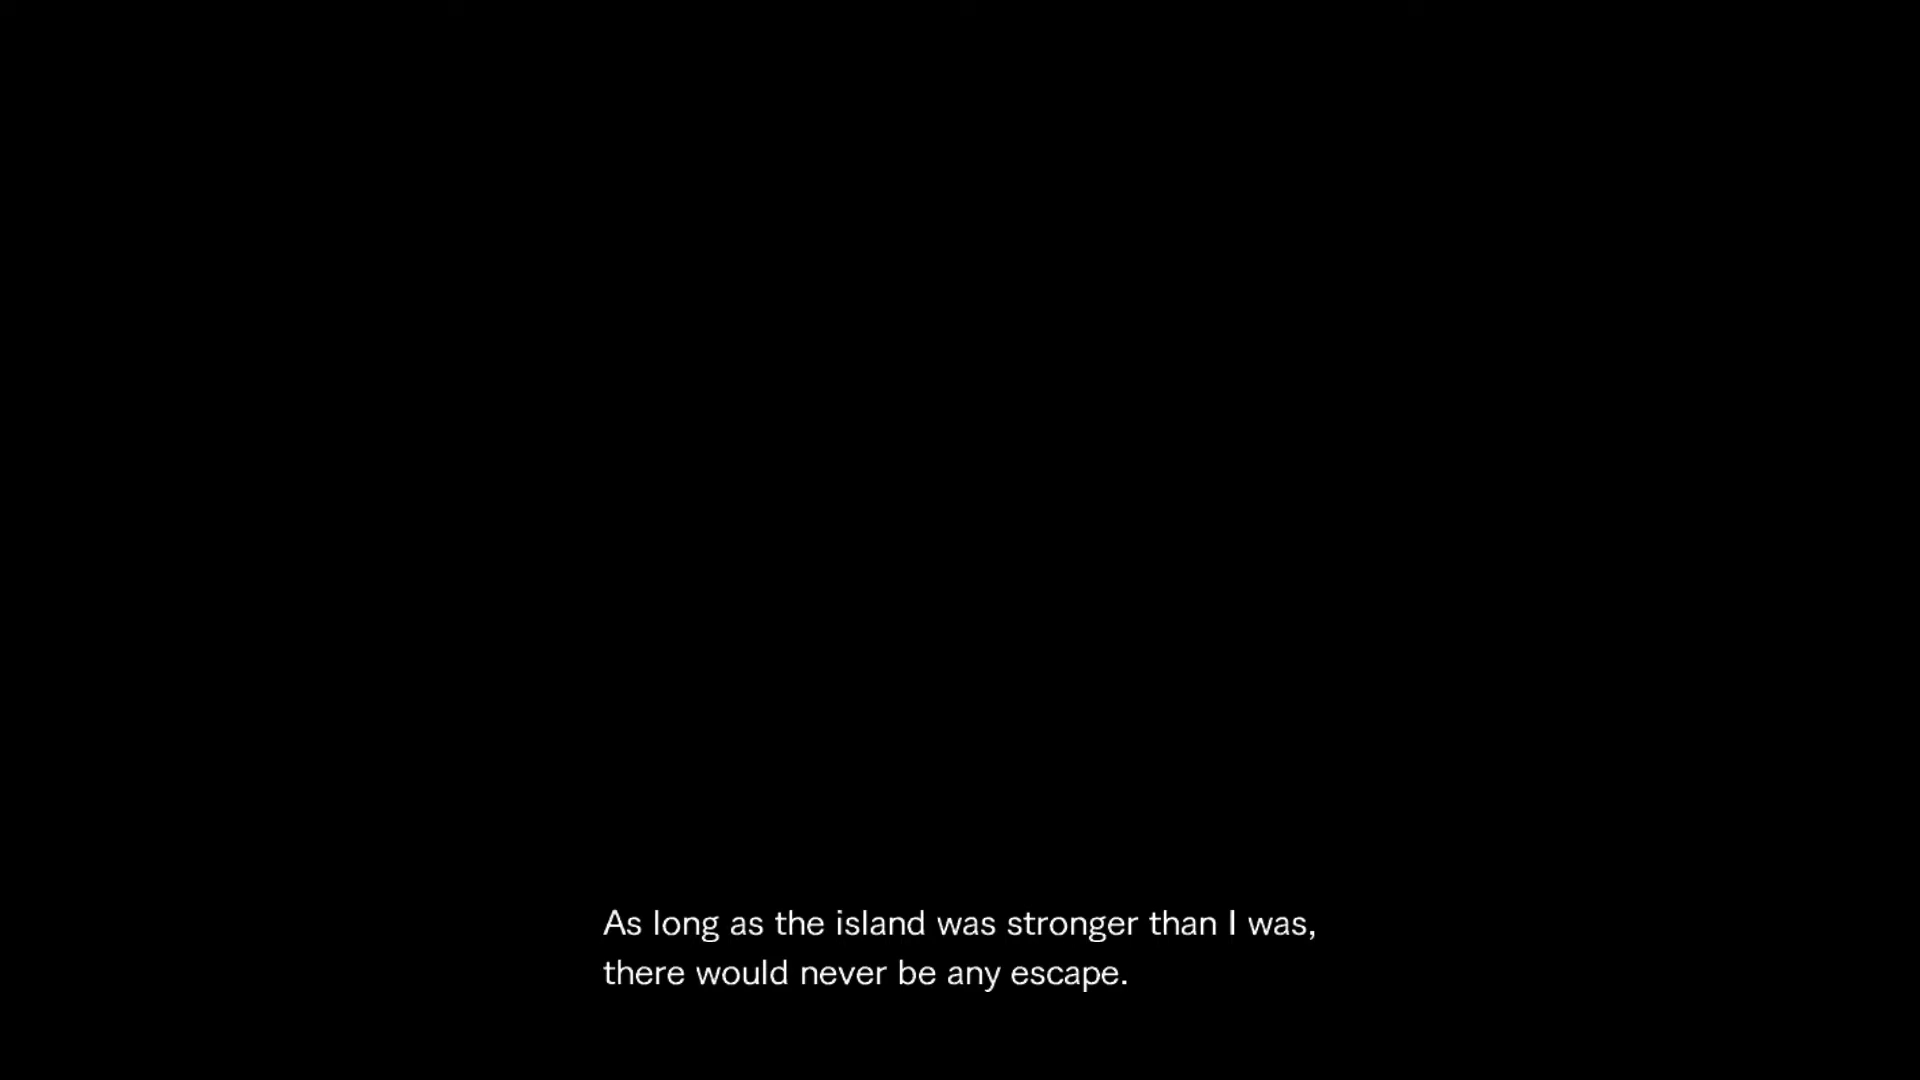 As long as the island was stronger than I was,
there would never be any escape.